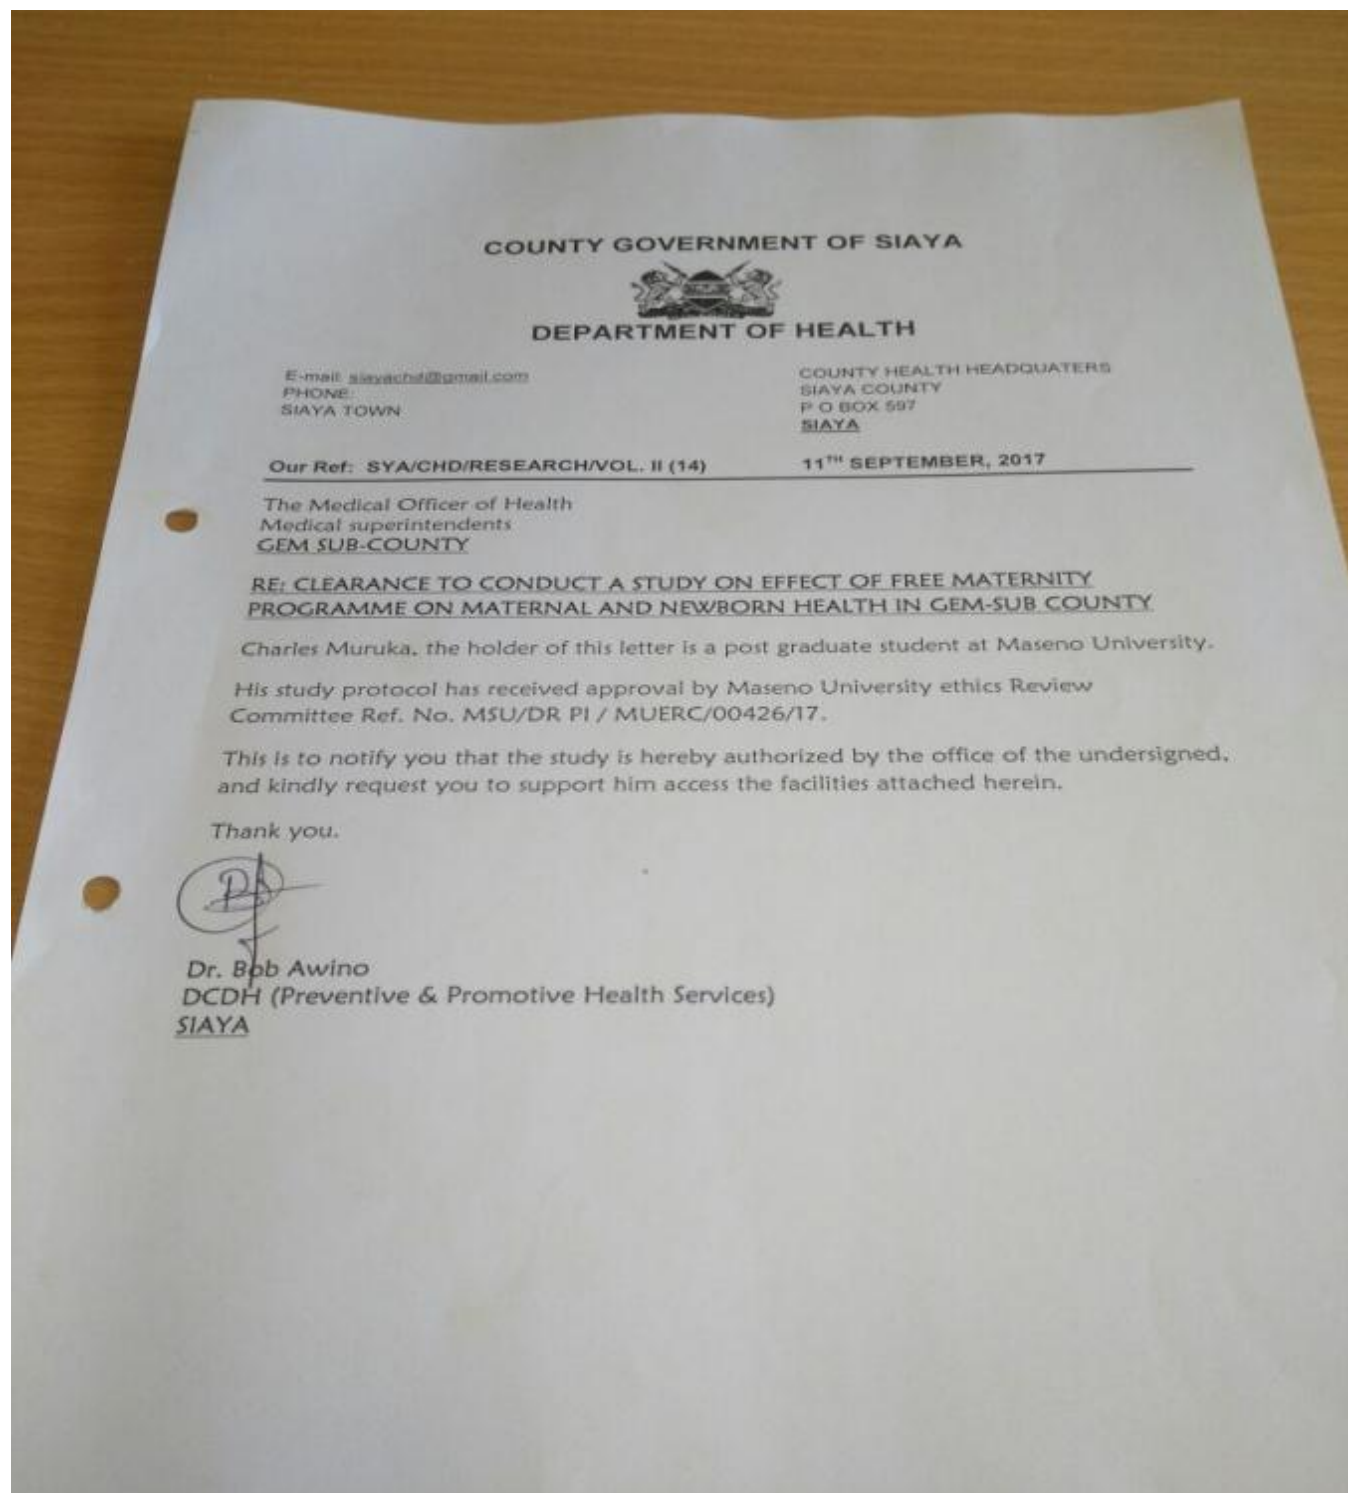 COUNTY GOVERNMENT OF SIAYA
DEPARTMENT OF HEALTH
E-mail: siayachd@gmail.com
PHONE:
SIAYA TOWN
COUNTY HEALTH HEADQUATERS
SIAYA COUNTY
P O BOX 597
SIAYA
Our Ref: SYA/CHD/RESEARCH/VOL. II (14)
11TH SEPTEMBER, 2017
The Medical Officer of Health
Medical superintendents
GEM SUB-COUNTY
RE: CLEARANCE TO CONDUCT A STUDY ON EFFECT OF FREE MATERNITY
PROGRAMME ON MATERNAL AND NEWBORN HEALTH IN GEM-SUB COUNTY
Charles Muruka, the holder of this letter is a post graduate student at Maseno University.
His study protocol has received approval by Maseno University ethics Review
Committee Ref. No. MSU/DR PI / MUERC/00426/17.
This is to notify you that the study is hereby authorized by the office of the undersigned,
and kindly request you to support him access the facilities attached herein.
Thank you.
Dr. Bob Awino
DCDH (Preventive & Promotive Health Services)
SIAYA